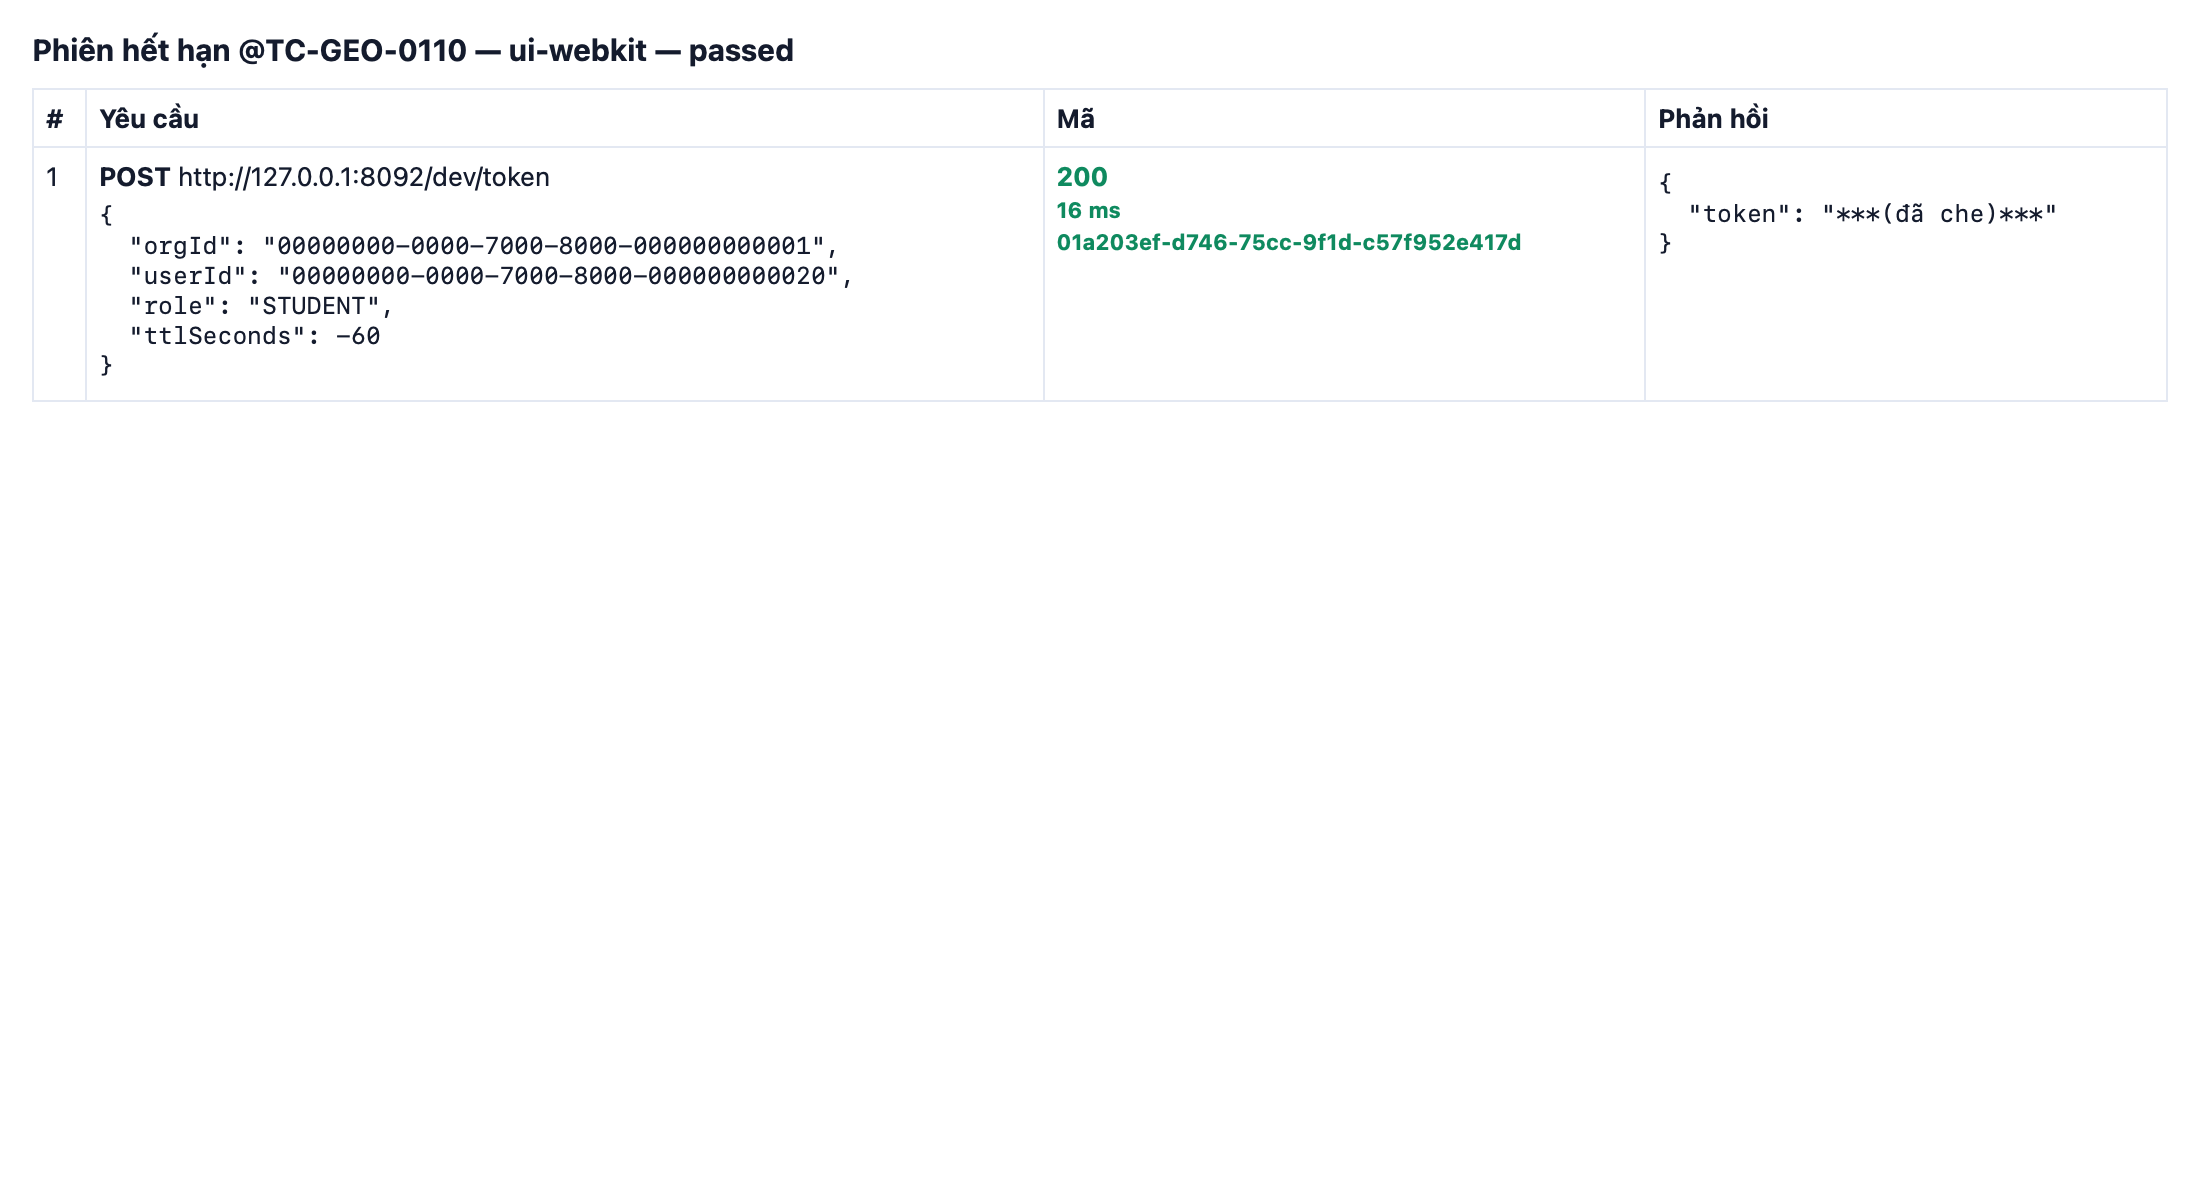 Phiên hết hạn @TC-GEO-0110 — ui-webkit — passed
# Yêu cầu Mã Phản hồi
1 POST http://127.0.0.1:8092/dev/token
{
  "orgId": "00000000-0000-7000-8000-000000000001",
  "userId": "00000000-0000-7000-8000-000000000020",
  "role": "STUDENT",
  "ttlSeconds": -60
}
200
16 ms
01a203ef-d746-75cc-9f1d-c57f952e417d
{
  "token": "***(đã che)***"
}